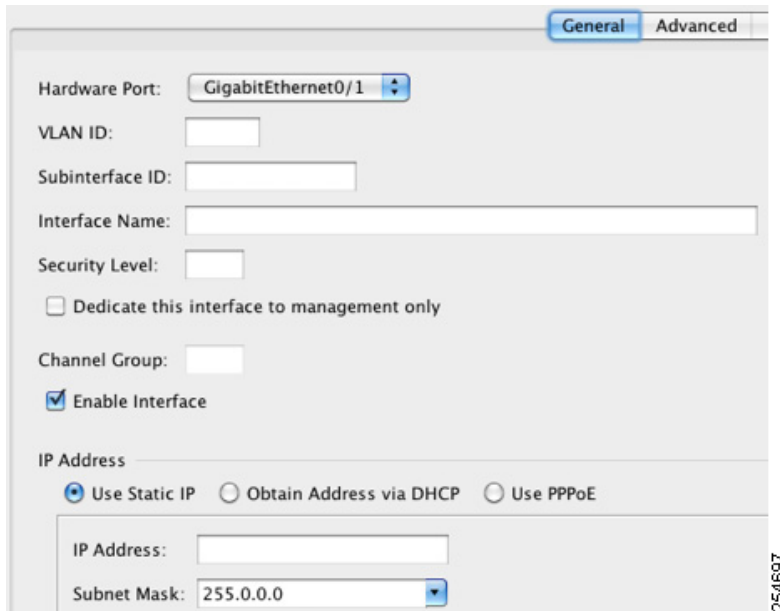 General Advanced
Hardware Port: GigabitEthernet0/1
VLAN ID:
Subinterface ID:
Interface Name:
Security Level:
Dedicate this interface to management only
Channel Group:
Enable Interface
IP Address
Use Static IP Obtain Address via DHCP Use PPPoE
IP Address:
Subnet Mask: 255.0.0.0
254697